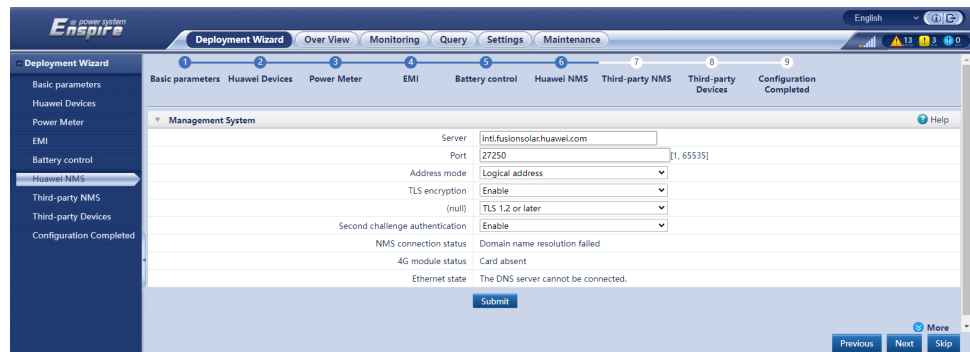 e power system
Enspire
English
Deployment Wizard Over View Monitoring Query Settings Maintenance
13 3 0
Deployment Wizard
Basic parameters
Huawei Devices
Power Meter
EMI
Battery control
Huawei NMS
Third-party NMS
Third-party Devices
Configuration Completed
1 2 3 4 5 6 7 8 9
Basic parameters Huawei Devices Power Meter EMI Battery control Huawei NMS Third-party NMS Third-party Devices Configuration Completed
Management System Help
Server intl.fusionsolar.huawei.com
Port 27250 [1, 65535]
Address mode Logical address
TLS encryption Enable
(null) TLS 1.2 or later
Second challenge authentication Enable
NMS connection status Domain name resolution failed
4G module status Card absent
Ethernet state The DNS server cannot be connected.
Submit
More
Previous Next Skip